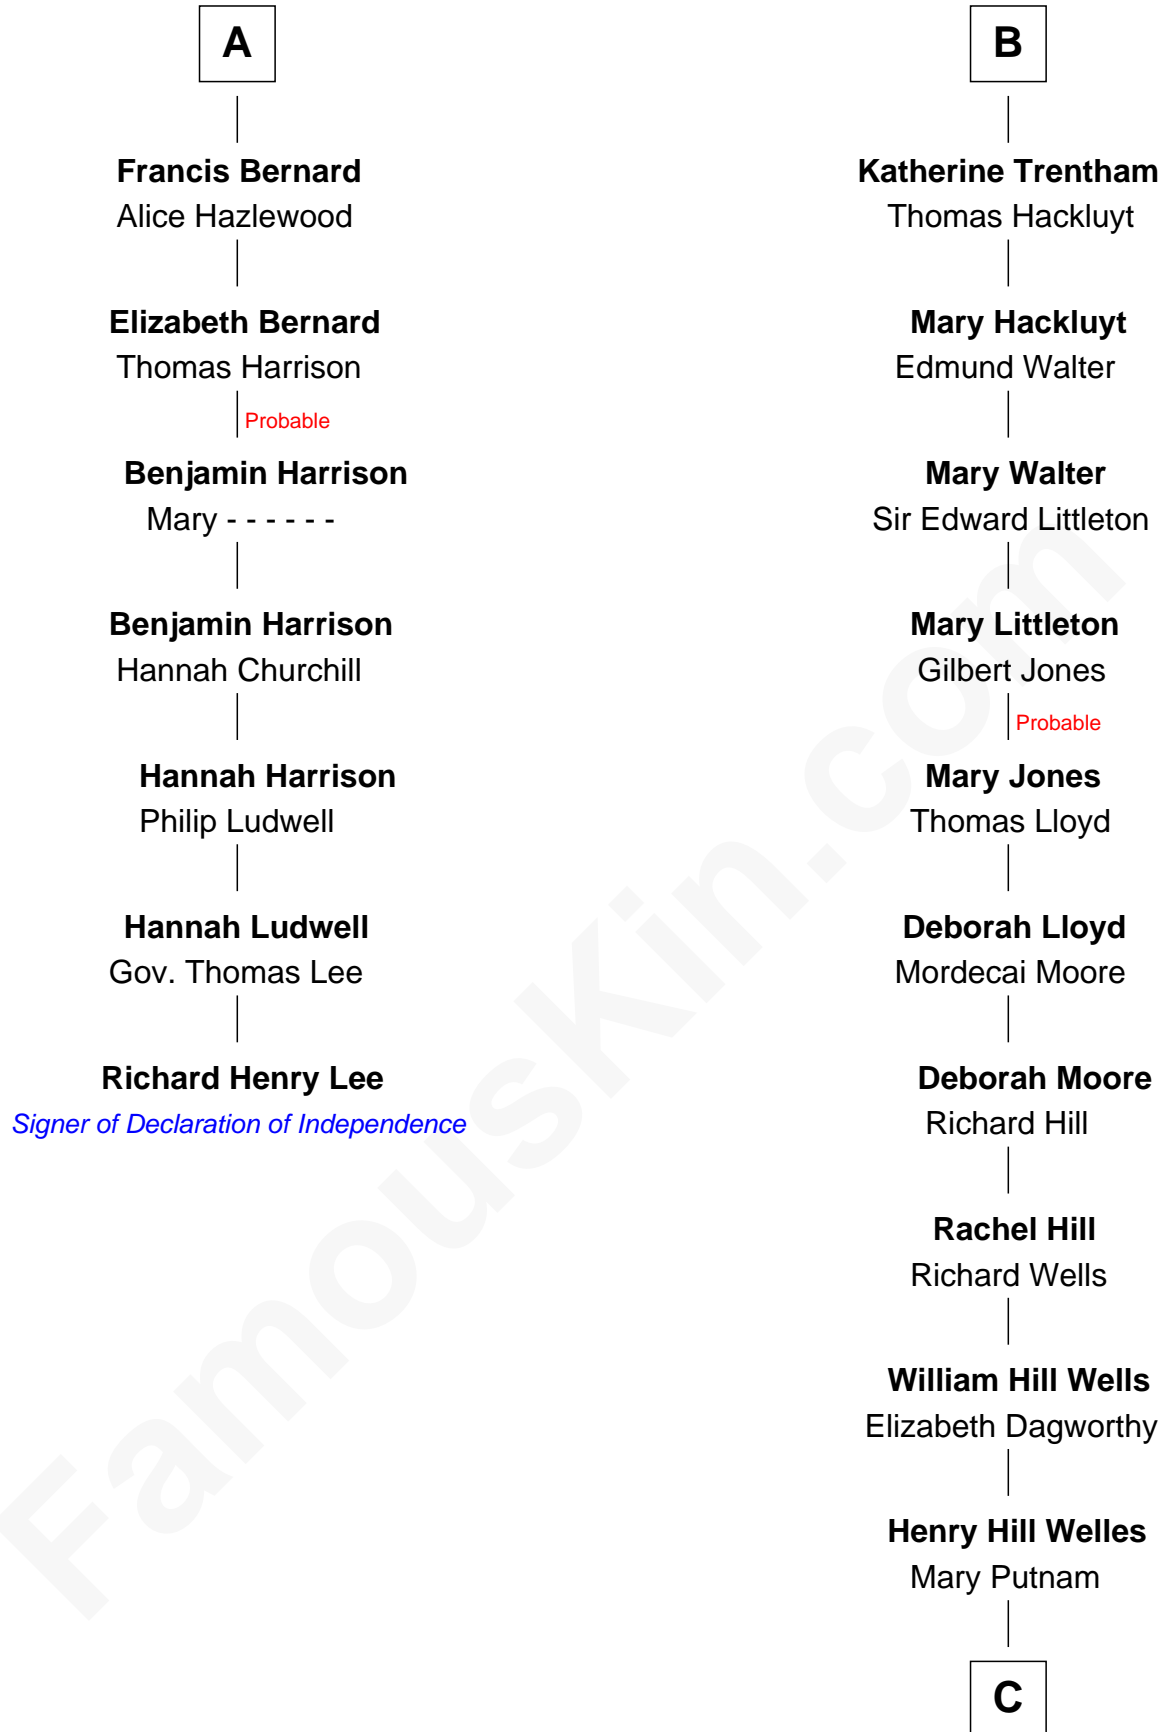 A
Francis Bernard
Alice Hazlewood
Elizabeth Bernard
Thomas Harrison
Probable
Benjamin Harrison
Mary - - - - - -
Benjamin Harrison
Hannah Churchill
Hannah Harrison
Philip Ludwell
Hannah Ludwell
Gov. Thomas Lee
Richard Henry Lee
Signer of Declaration of Independence
B
Katherine Trentham
Thomas Hackluyt
Mary Hackluyt
Edmund Walter
Mary Walter
Sir Edward Littleton
Mary Littleton
Gilbert Jones
Probable
Mary Jones
Thomas Lloyd
Deborah Lloyd
Mordecai Moore
Deborah Moore
Richard Hill
Rachel Hill
Richard Wells
William Hill Wells
Elizabeth Dagworthy
Henry Hill Welles
Mary Putnam
C
FamousKin.com